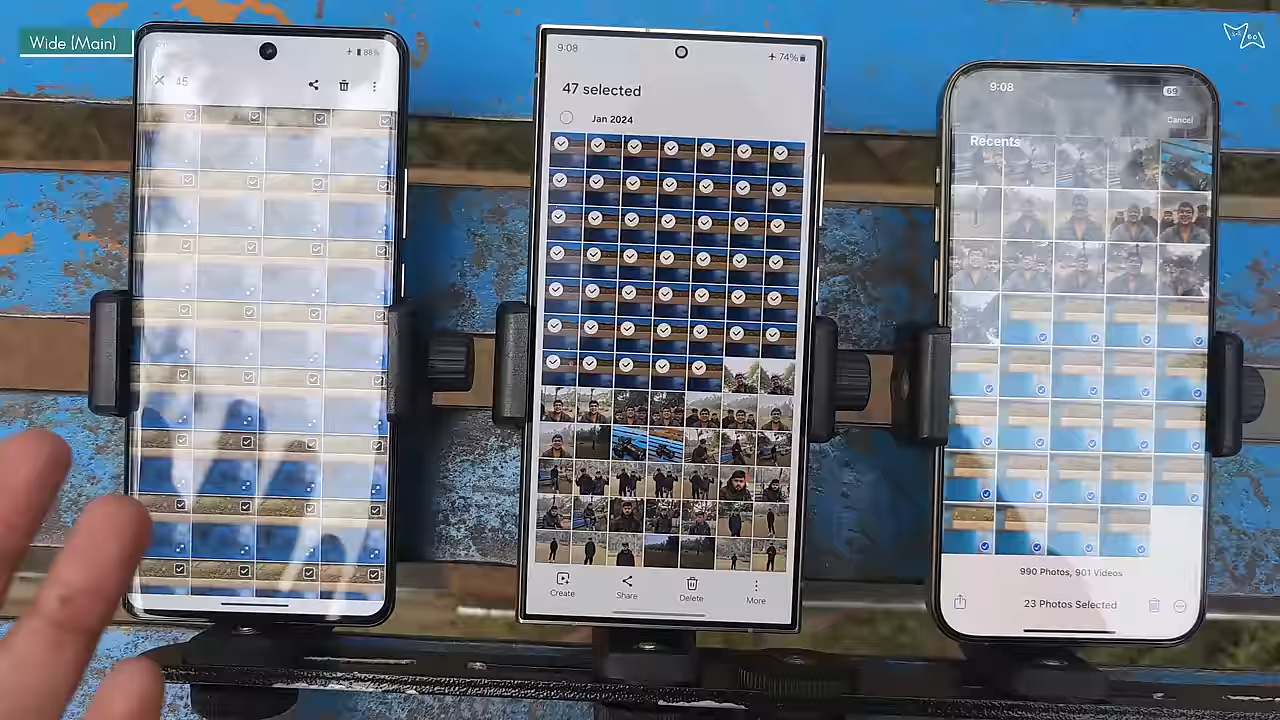 Wide (Main)
88%
45
9:08
74%
47 selected
Jan 2024
Create
Share
Delete
More
9:08
69
Cancel
Recents
990 Photos, 901 Videos
23 Photos Selected